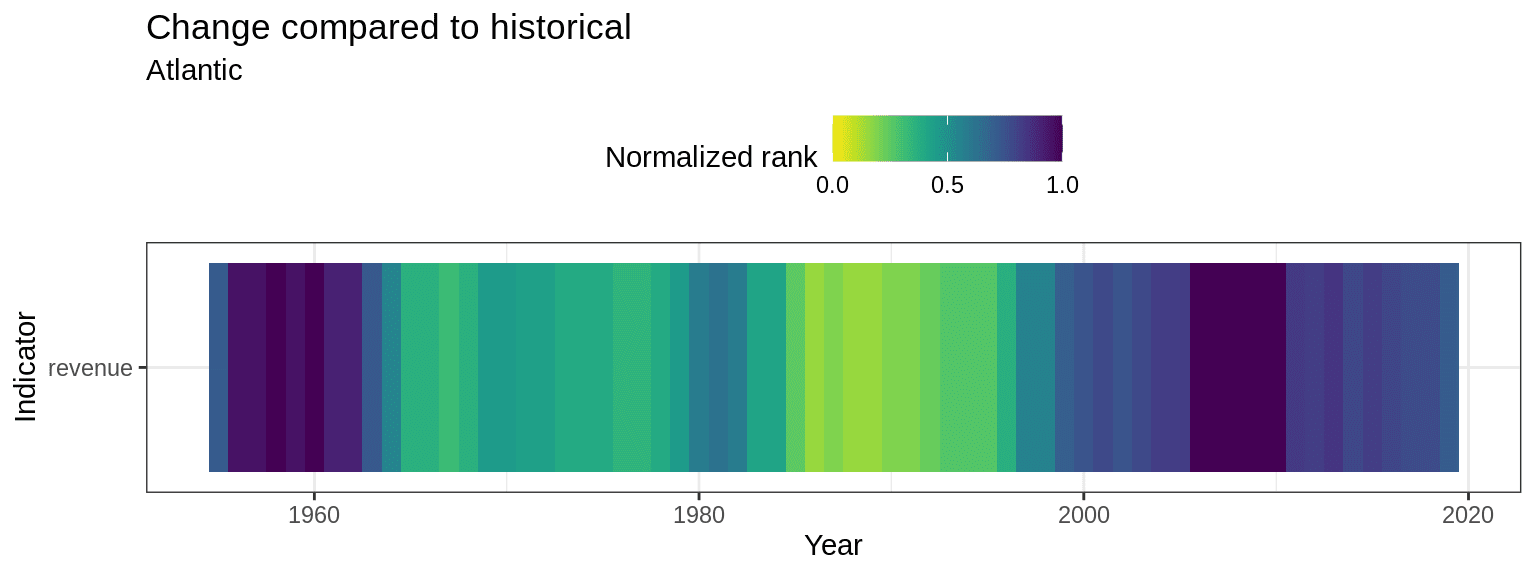 Change compared to historical
Atlantic
Normalized rank
0.0 0.5 1.0
Indicator
revenue
1960 1980 2000 2020
Year